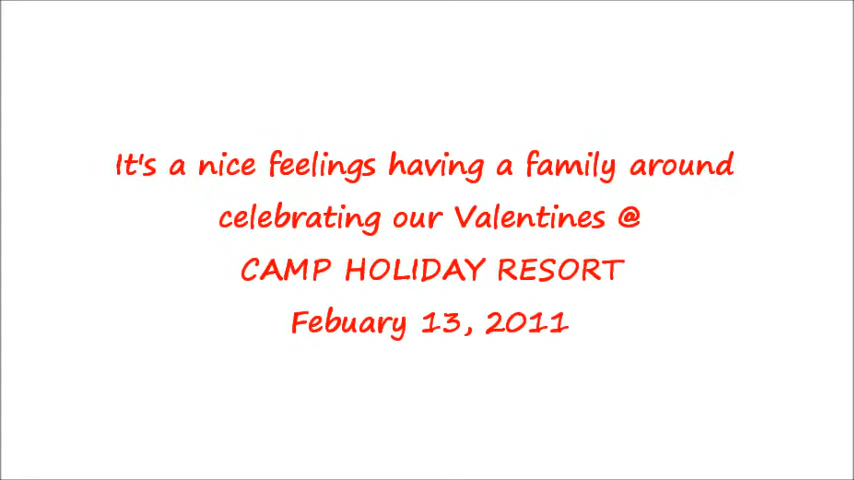 It's a nice feelings having a family around
celebrating our Valentines @
CAMP HOLIDAY RESORT
Febuary 13, 2011